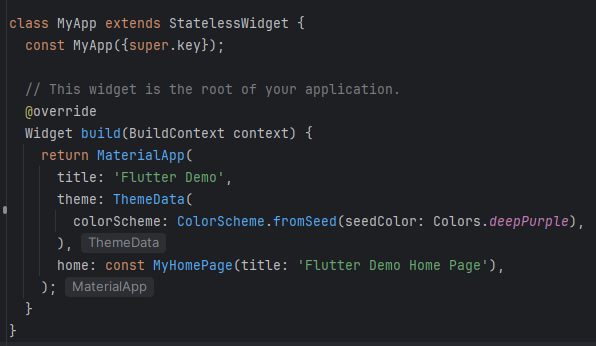 class MyApp extends StatelessWidget {
  const MyApp({super.key});

  // This widget is the root of your application.
  @override
  Widget build(BuildContext context) {
    return MaterialApp(
      title: 'Flutter Demo',
      theme: ThemeData(
        colorScheme: ColorScheme.fromSeed(seedColor: Colors.deepPurple),
      ), ThemeData
      home: const MyHomePage(title: 'Flutter Demo Home Page'),
    ); MaterialApp
  }
}